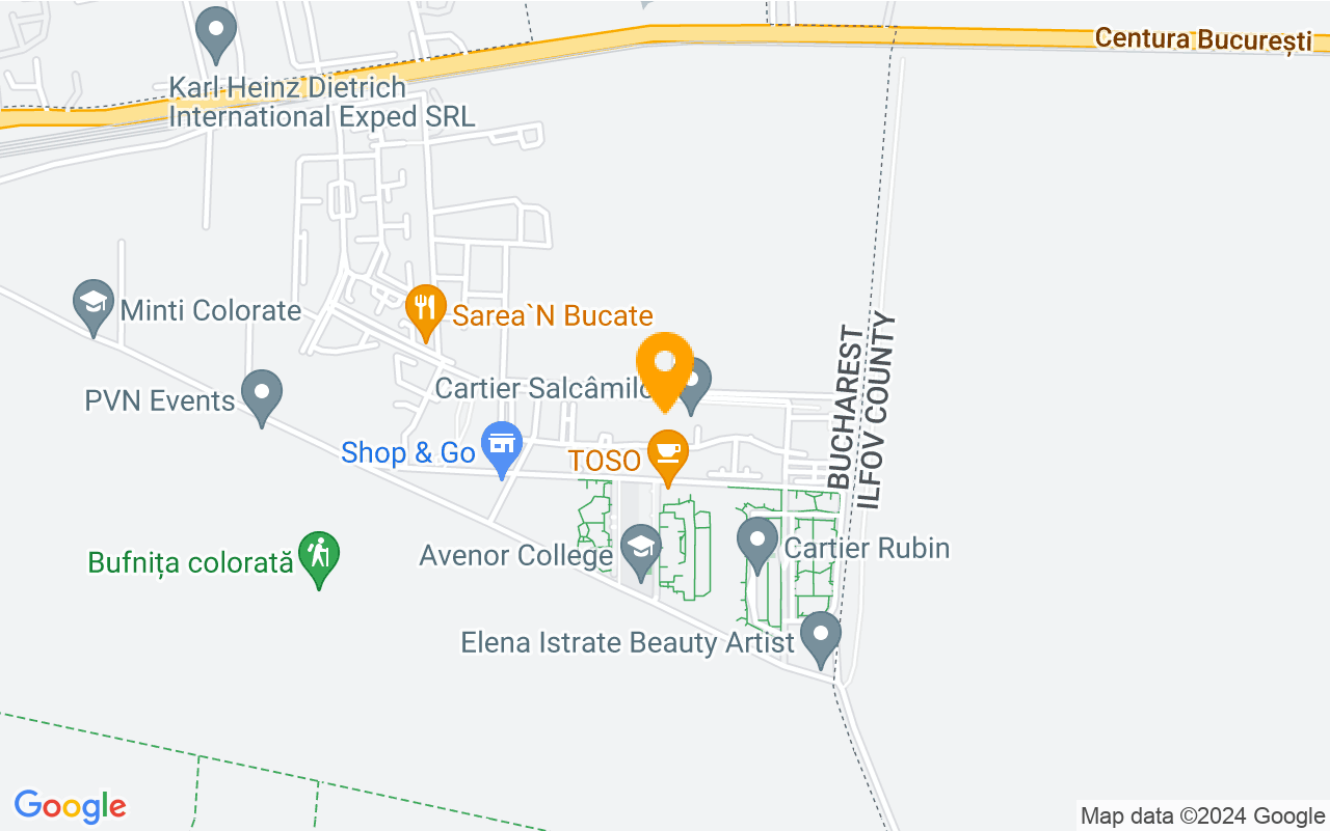 Centura București
Karl Heinz Dietrich
International Exped SRL
Minti Colorate
Sarea`N Bucate
PVN Events
Cartier Salcâmilo
BUCHAREST
ILFOV COUNTY
Shop & Go
TOSO
Avenor College
Cartier Rubin
Bufnița colorată
Elena Istrate Beauty Artist
Google
Map data ©2024 Google